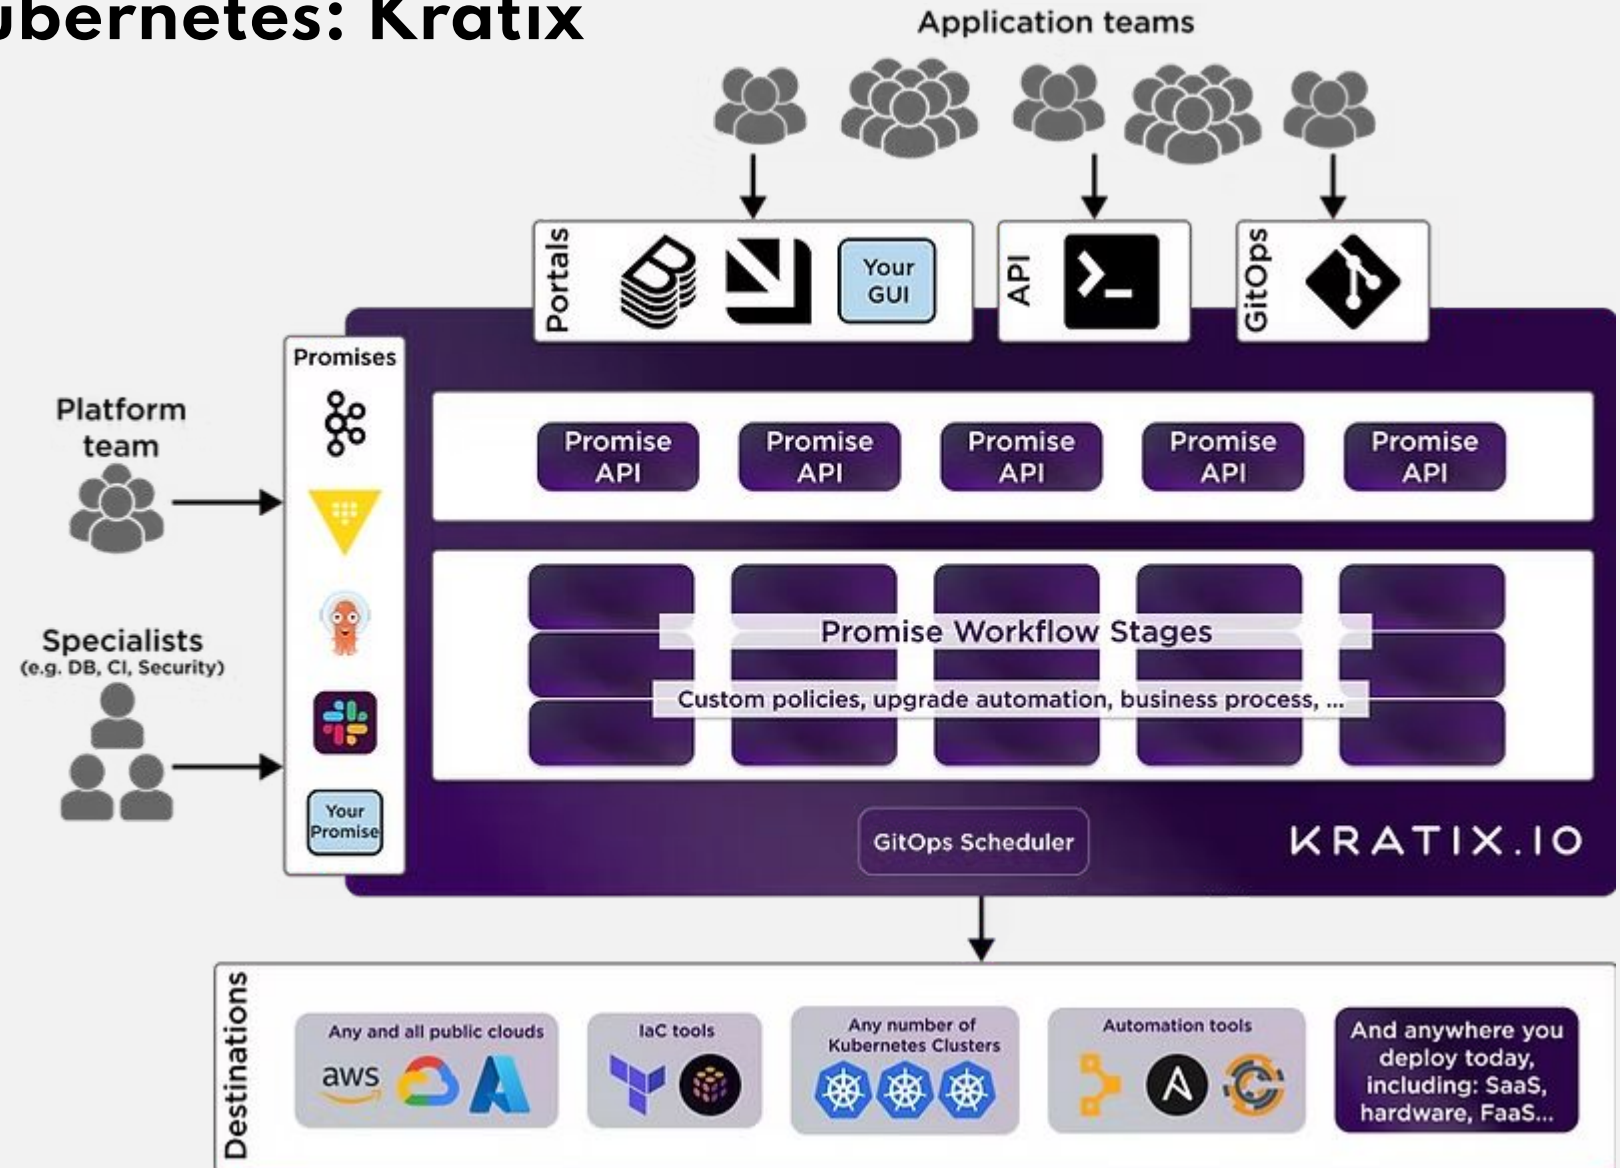 ubernetes: Kratix
Application teams
Portals
Your
GUI
API
GitOps
Promises
Platform
team
Specialists
(e.g. DB, CI, Security)
Your
Promise
Promise
API
Promise
API
Promise
API
Promise
API
Promise
API
Promise Workflow Stages
Custom policies, upgrade automation, business process, ...
GitOps Scheduler
KRATIX.IO
Destinations
Any and all public clouds
aws
IaC tools
Any number of
Kubernetes Clusters
Automation tools
And anywhere you
deploy today,
including: SaaS,
hardware, FaaS...